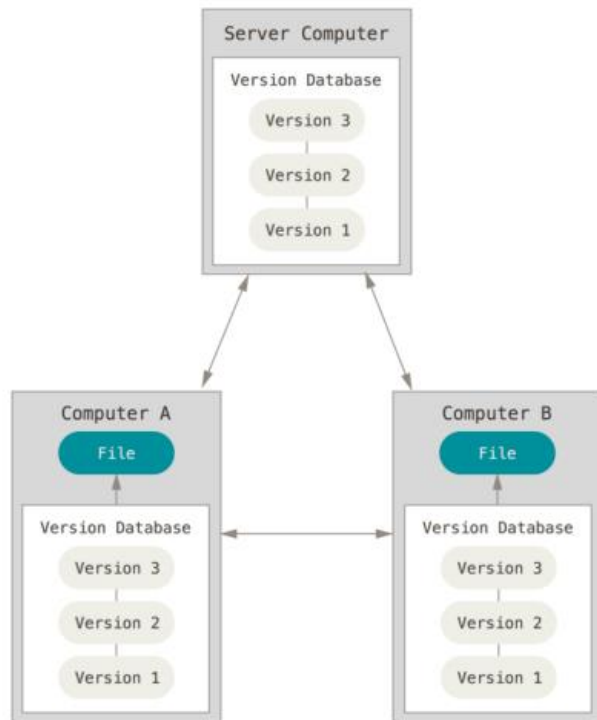 Server Computer
Version Database
Version 3
Version 2
Version 1
Computer A
File
Version Database
Version 3
Version 2
Version 1
Computer B
File
Version Database
Version 3
Version 2
Version 1